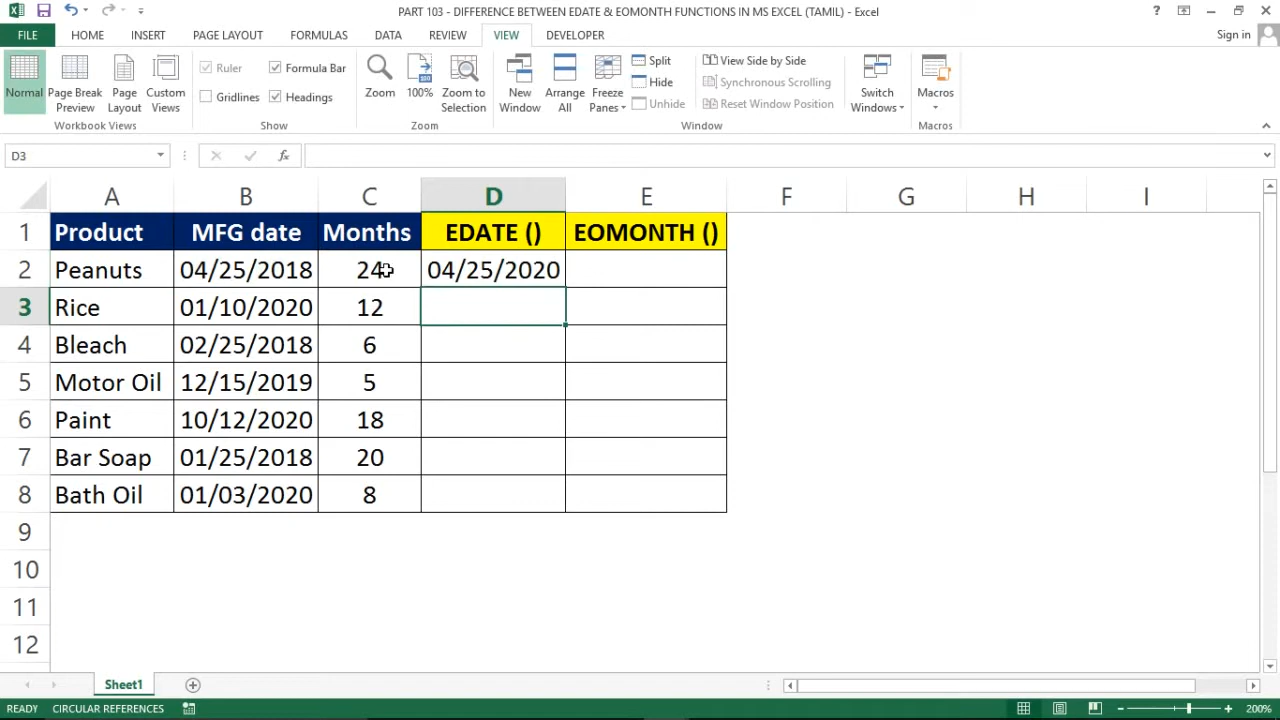 PART 103 - DIFFERENCE BETWEEN EDATE & EOMONTH FUNCTIONS IN MS EXCEL (TAMIL) - Excel
FILE HOME INSERT PAGE LAYOUT FORMULAS DATA REVIEW VIEW DEVELOPER Sign in
Normal Page Break Preview Page Layout Custom Views
Workbook Views
Ruler Formula Bar
Gridlines Headings
Show
Zoom 100% Zoom to Selection
Zoom
New Window Arrange All Freeze Panes
Split
Hide
Unhide
View Side by Side
Synchronous Scrolling
Reset Window Position
Switch Windows
Window
Macros
Macros
D3 fx
A B C D E F G H I
1 Product MFG date Months EDATE () EOMONTH ()
2 Peanuts 04/25/2018 24 04/25/2020
3 Rice 01/10/2020 12
4 Bleach 02/25/2018 6
5 Motor Oil 12/15/2019 5
6 Paint 10/12/2020 18
7 Bar Soap 01/25/2018 20
8 Bath Oil 01/03/2020 8
9
10
11
12
Sheet1
READY CIRCULAR REFERENCES 200%